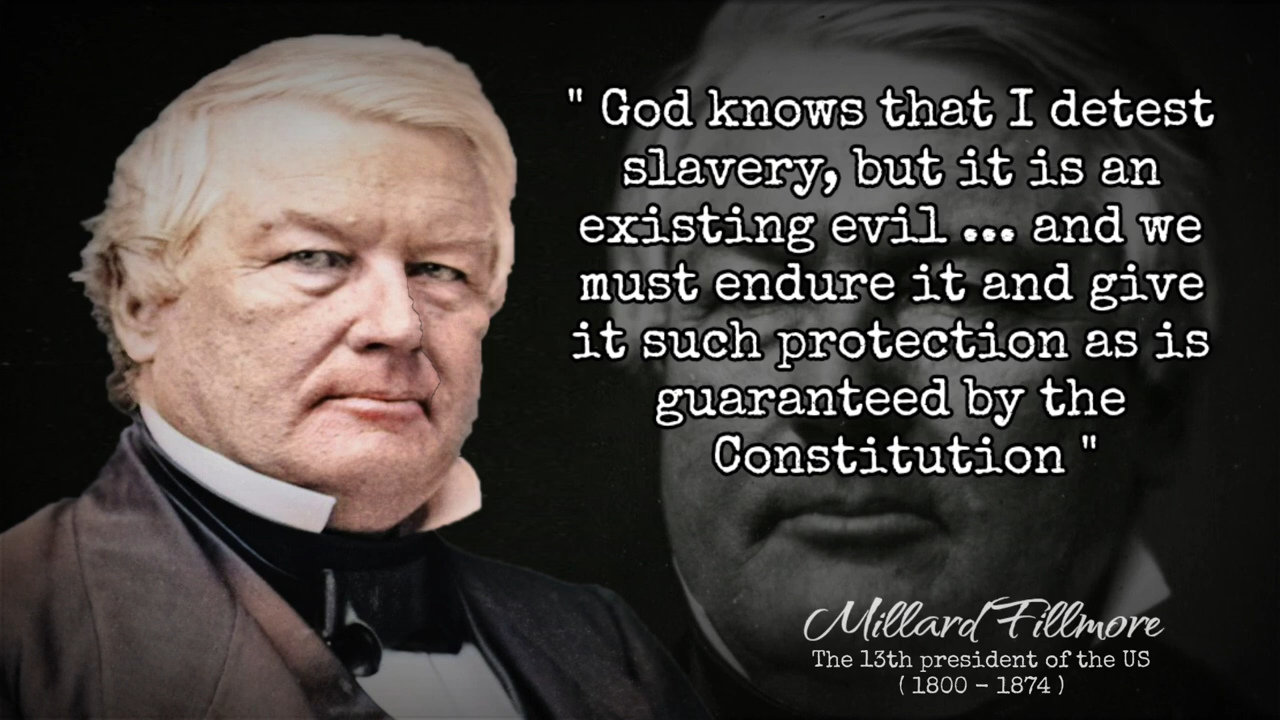 " God knows that I detest
slavery, but it is an
existing evil ... and we
must endure it and give
it such protection as is
guaranteed by the
Constitution "
Millard Fillmore
The 13th president of the US
( 1800 - 1874 )